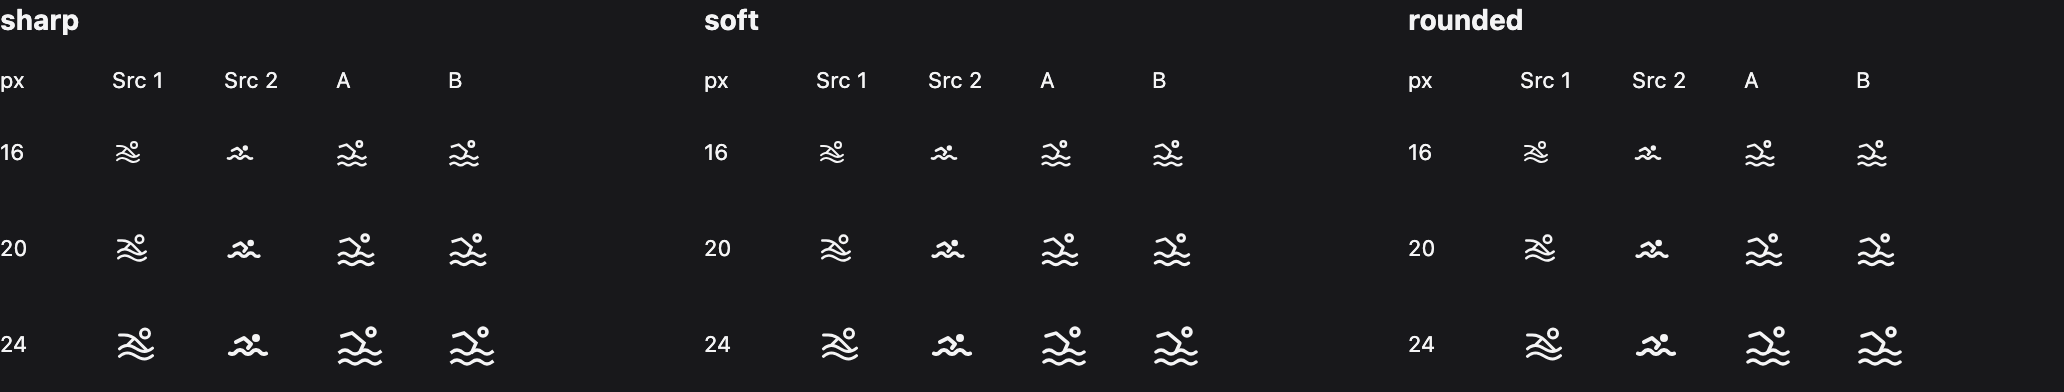 sharp soft rounded
px Src 1 Src 2 A B px Src 1 Src 2 A B px Src 1 Src 2 A B
16 16 16
20 20 20
24 24 24